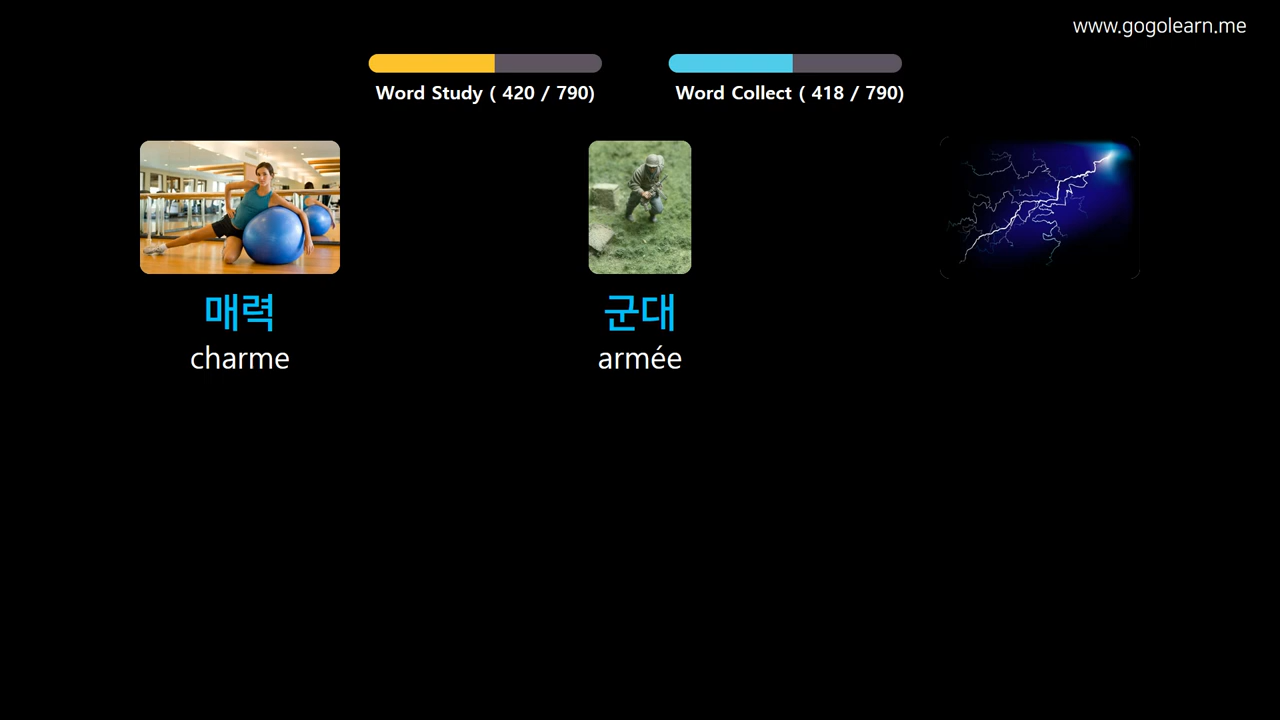 www.gogolearn.me
Word Study ( 420 / 790)
Word Collect ( 418 / 790)
매력
charme
군대
armée